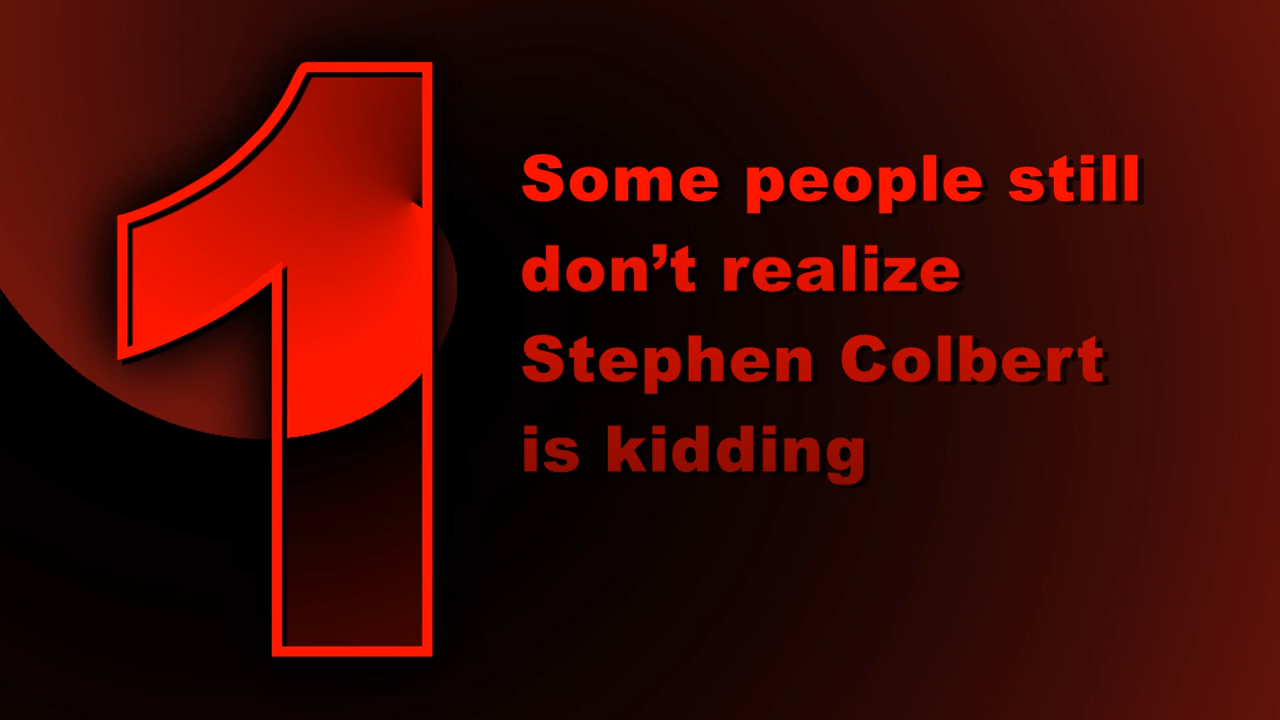 1
Some people still
don’t realize
Stephen Colbert
is kidding